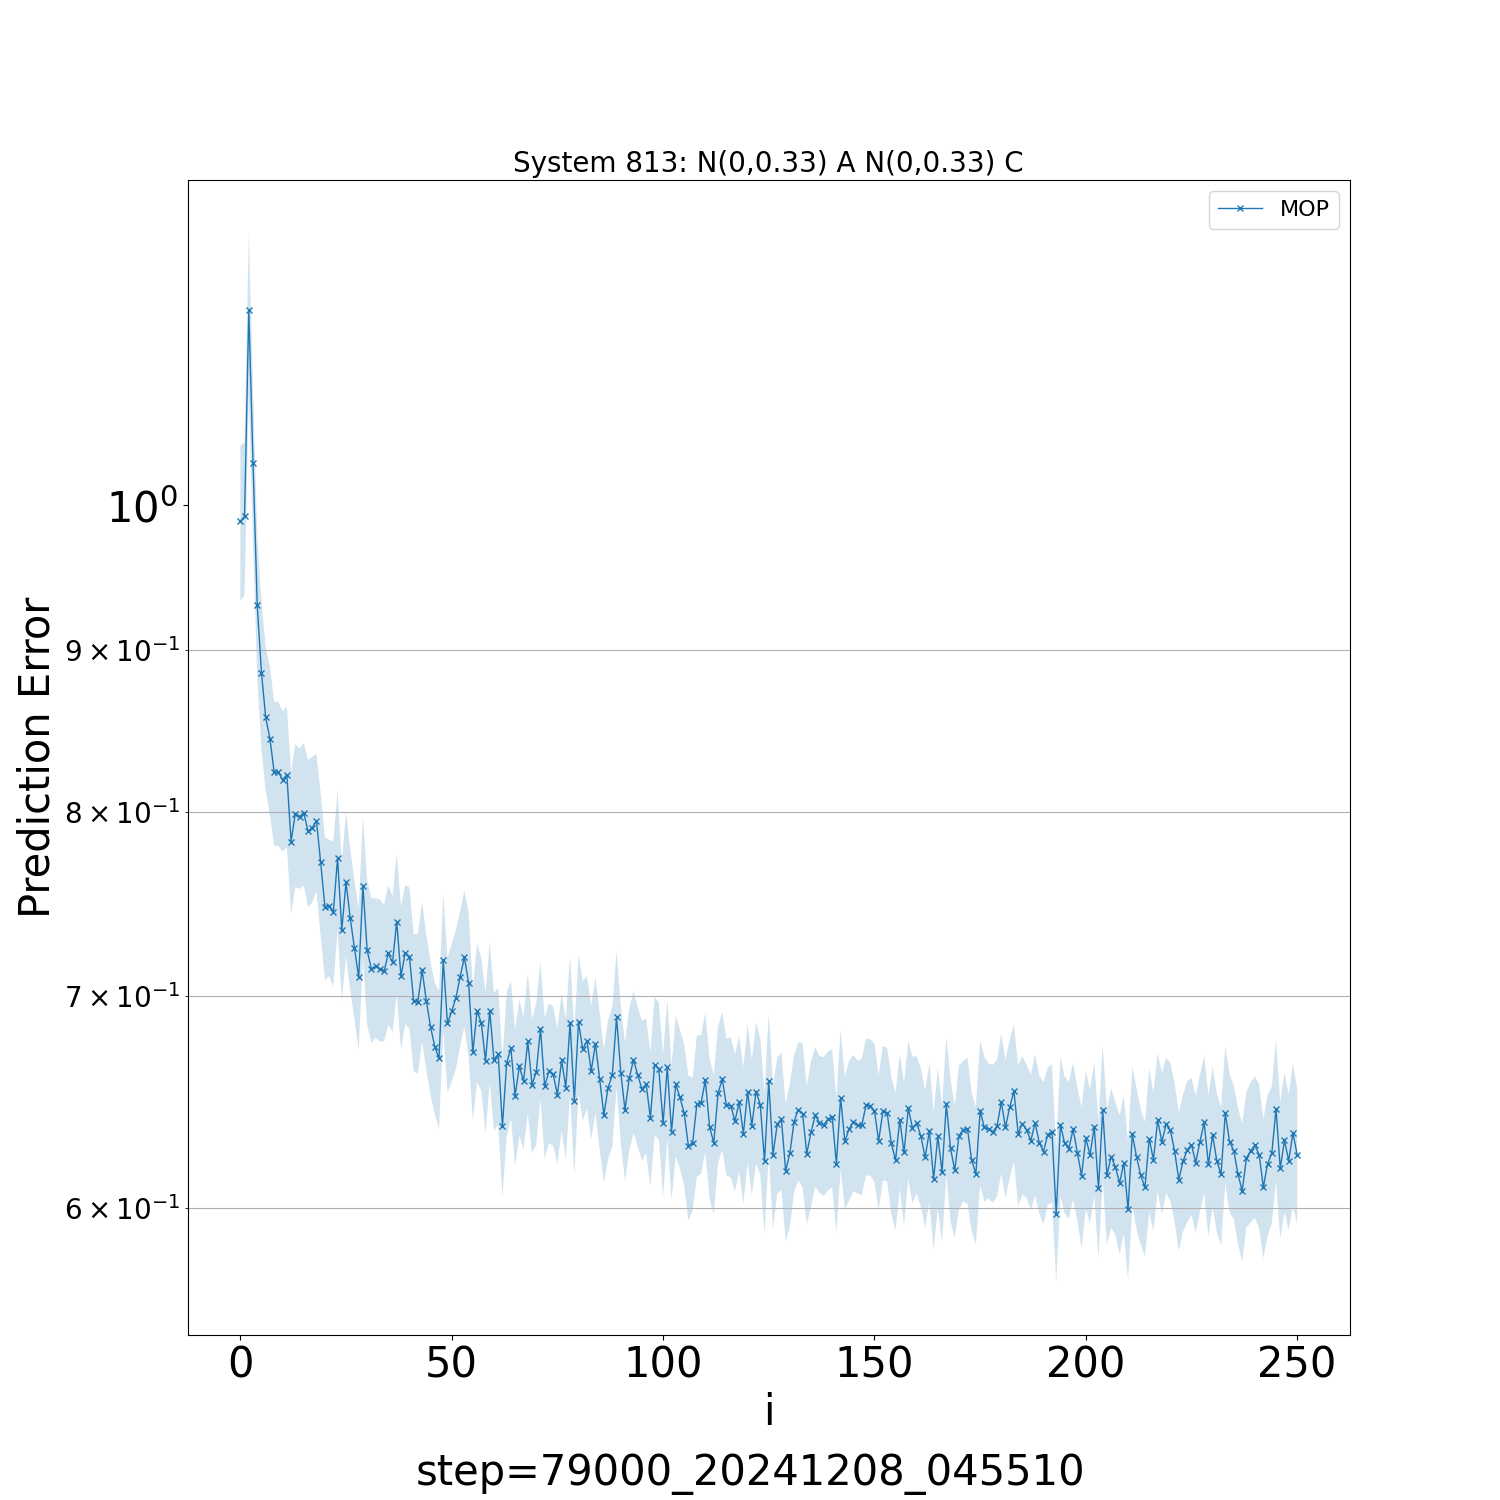 System 813: N(0,0.33) A N(0,0.33) C
MOP
Prediction Error
10⁰
9 × 10⁻¹
8 × 10⁻¹
7 × 10⁻¹
6 × 10⁻¹
0 50 100 150 200 250
i
step=79000_20241208_045510